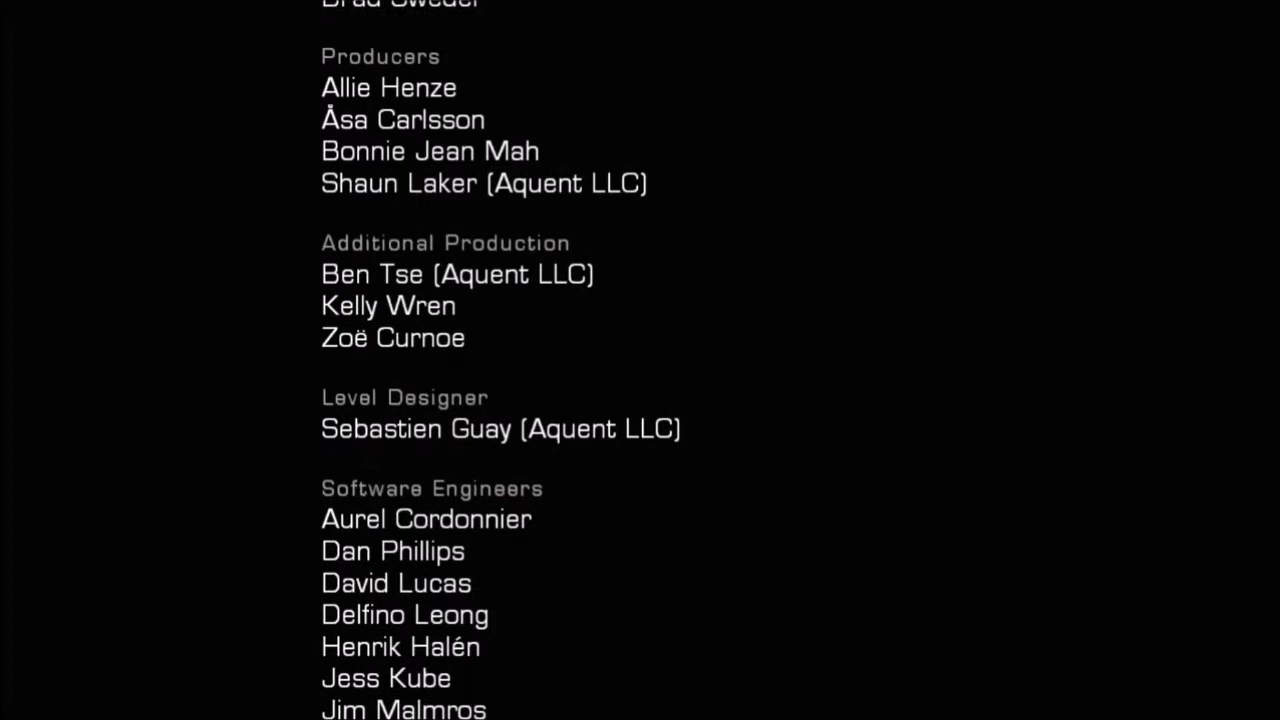 Brad Sweder
Producers
Allie Henze
Åsa Carlsson
Bonnie Jean Mah
Shaun Laker (Aquent LLC)
Additional Production
Ben Tse (Aquent LLC)
Kelly Wren
Zoë Curnoe
Level Designer
Sebastien Guay (Aquent LLC)
Software Engineers
Aurel Cordonnier
Dan Phillips
David Lucas
Delfino Leong
Henrik Halén
Jess Kube
Jim Malmros